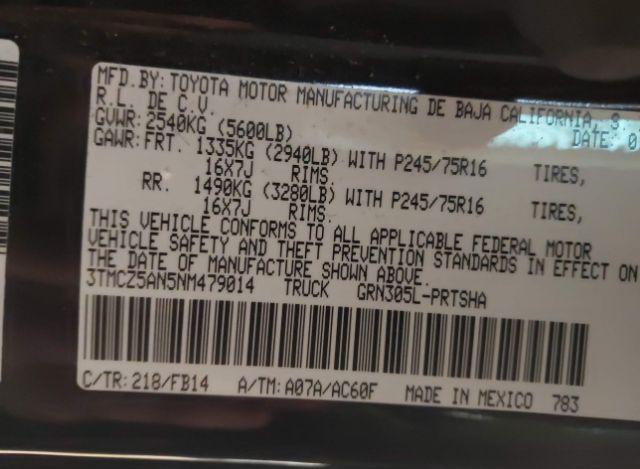 MFD.BY: TOYOTA MOTOR MANUFACTURING DE BAJA CALIFORNIA, S.
R.L. DE C.V. DATE: 0
GVWR: 2540KG (5600LB)
GAWR: FRT. 1335KG (2940LB) WITH P245/75R16 TIRES,
16X7J RIMS.
RR. 1490KG (3280LB) WITH P245/75R16 TIRES,
16X7J RIMS.
THIS VEHICLE CONFORMS TO ALL APPLICABLE FEDERAL MOTOR
VEHICLE SAFETY AND THEFT PREVENTION STANDARDS IN EFFECT ON
THE DATE OF MANUFACTURE SHOWN ABOVE.
3TMCZ5AN5NM479014 TRUCK GRN305L-PRTSHA
C/TR: 218/FB14 A/TM: A07A/AC60F MADE IN MEXICO 783